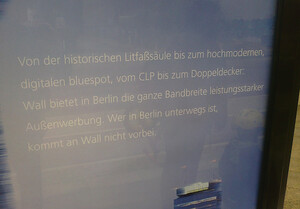 Von der historischen Litfaßsäule bis zum hochmodernen,
digitalen bluespot, vom CLP bis zum Doppeldecker:
Wall bietet in Berlin die ganze Bandbreite leistungsstarker
Außenwerbung. Wer in Berlin unterwegs ist,
kommt an Wall nicht vorbei.